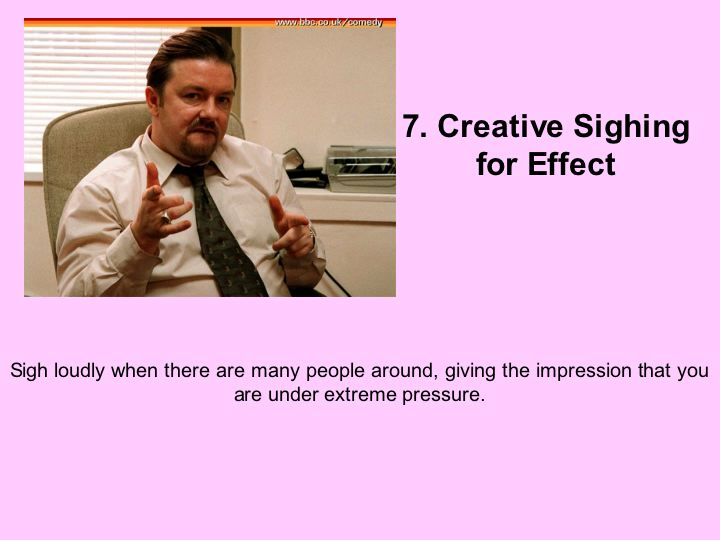 www.bbc.co.uk/comedy
7. Creative Sighing
for Effect
Sigh loudly when there are many people around, giving the impression that you
are under extreme pressure.